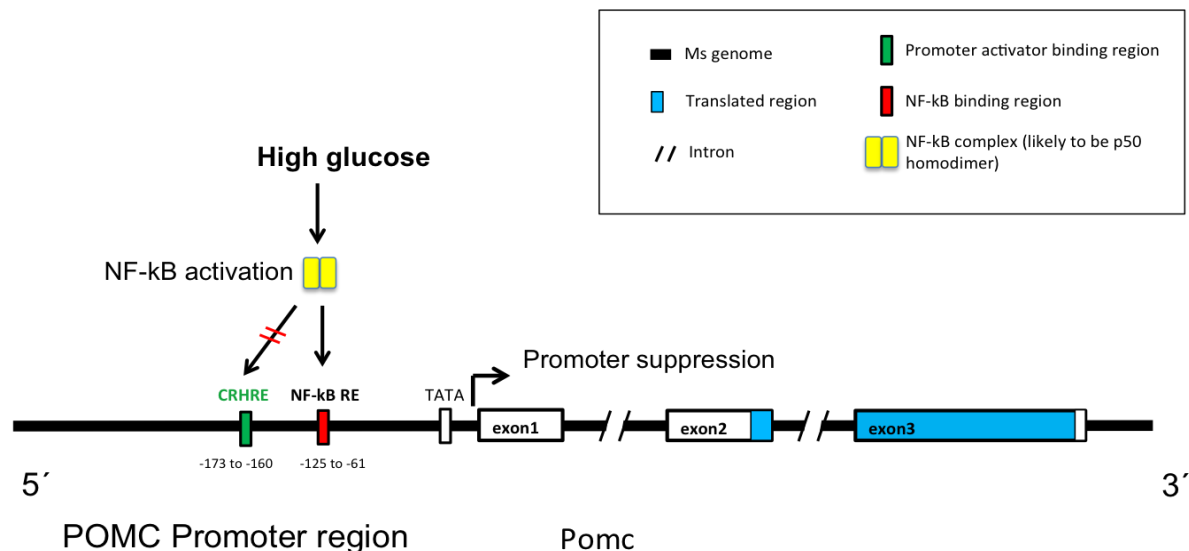 Ms genome
Promoter activator binding region
Translated region
NF-kB binding region
Intron
NF-kB complex (likely to be p50
homodimer)
High glucose
NF-kB activation
Promoter suppression
CRHRE
NF-kB RE
TATA
exon1
exon2
exon3
-173 to -160
-125 to -61
5´
3´
POMC Promoter region
Pomc